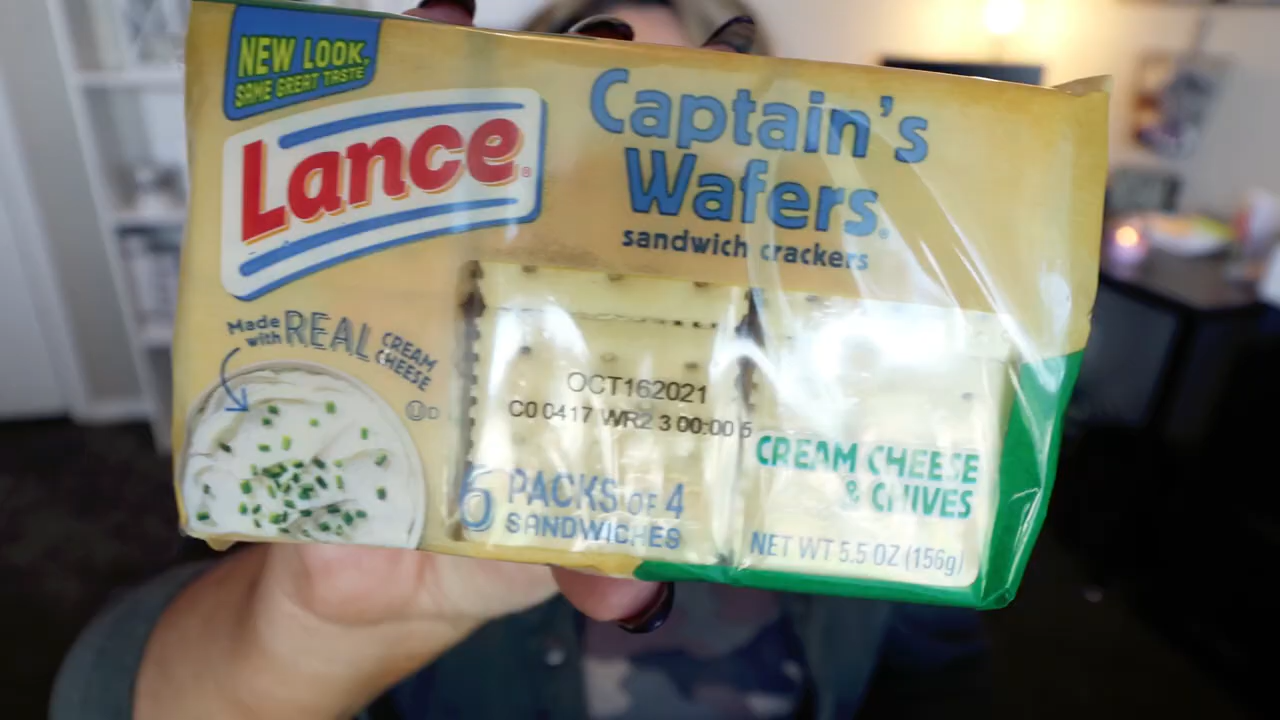 NEW LOOK,
SAME GREAT TASTE
Lance®
Captain's
Wafers®
sandwich crackers
Made
with REAL CREAM
CHEESE
Ⓤ D
OCT162021
C0 0417 WR2 3 00:00 6
6 PACKS OF 4
SANDWICHES
CREAM CHEESE
& CHIVES
NET WT 5.5 OZ (156g)